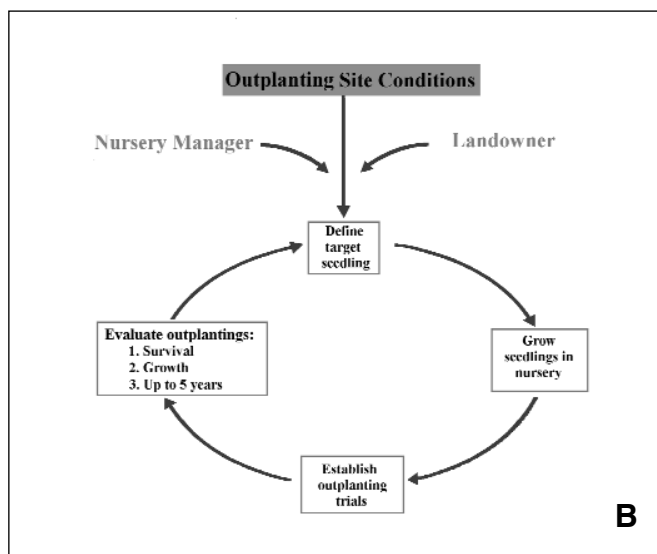 Outplanting Site Conditions
Nursery Manager
Landowner
Define
target
seedling
Evaluate outplantings:
1. Survival
2. Growth
3. Up to 5 years
Grow
seedlings in
nursery
Establish
outplanting
trials
B